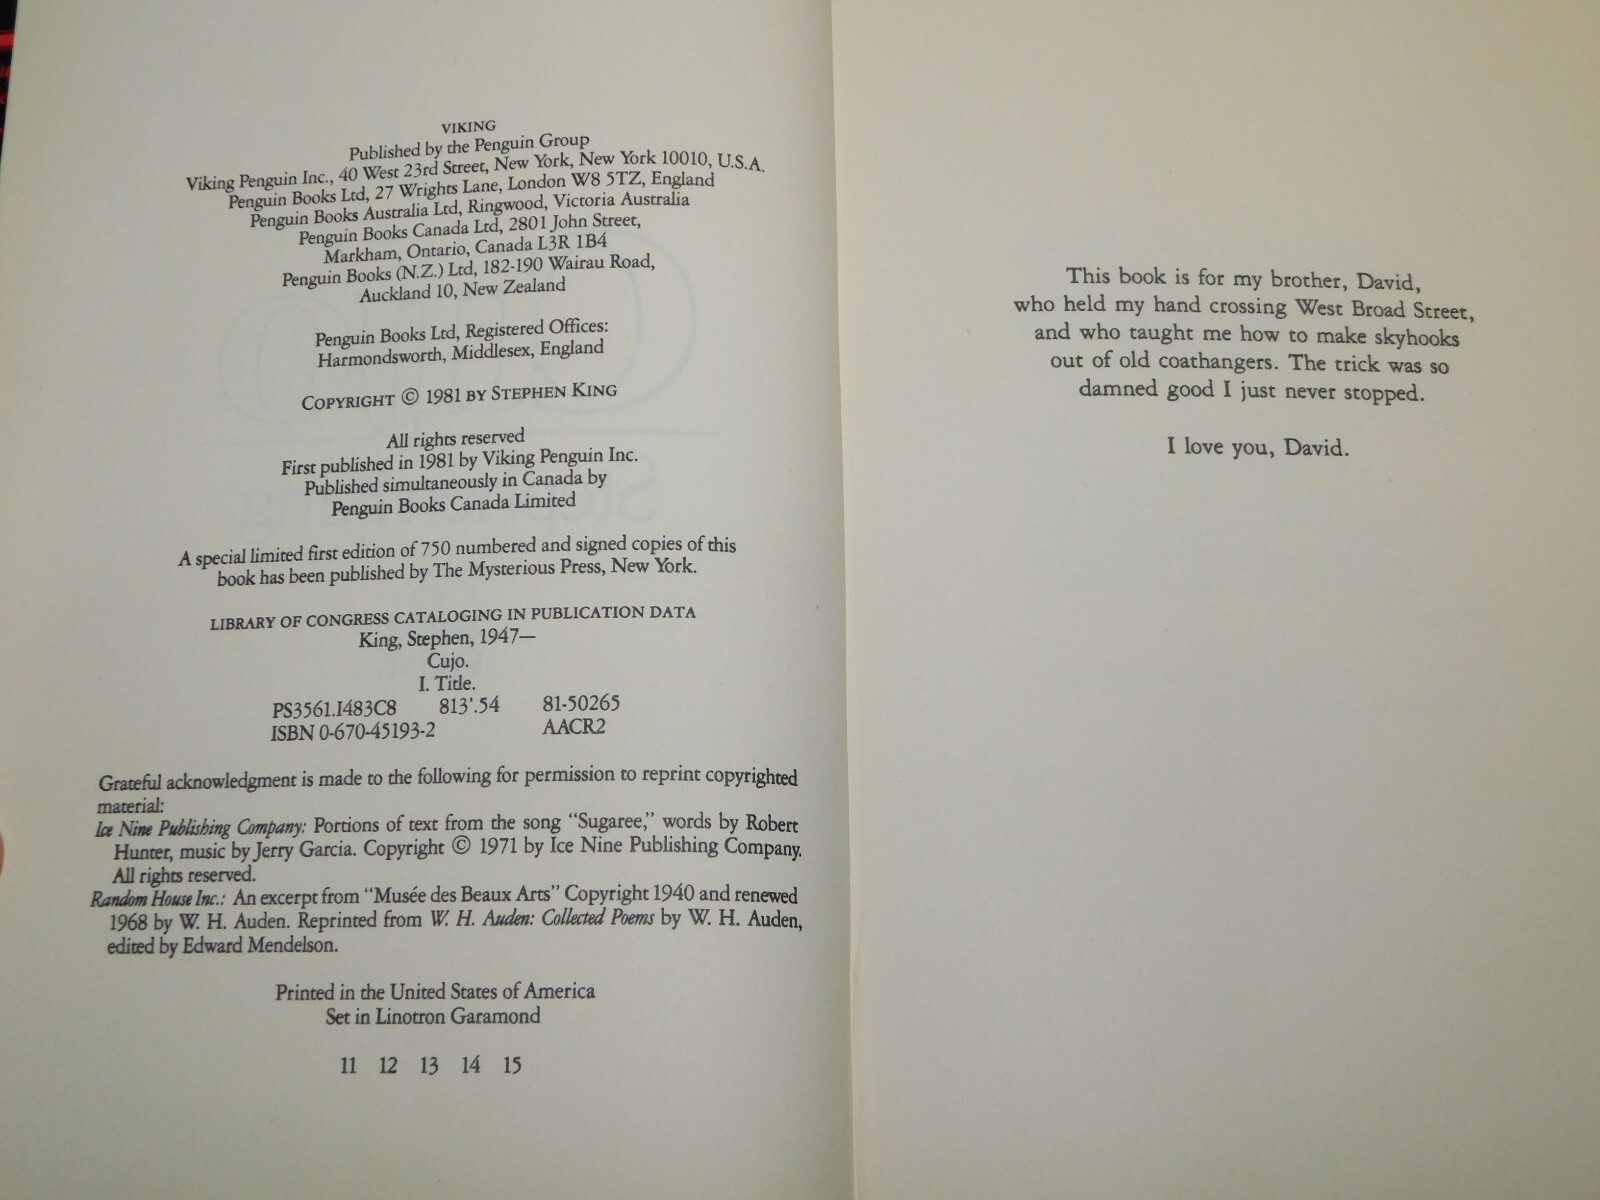 VIKING
Published by the Penguin Group
Viking Penguin Inc., 40 West 23rd Street, New York, New York 10010, U.S.A.
Penguin Books Ltd, 27 Wrights Lane, London W8 5TZ, England
Penguin Books Australia Ltd, Ringwood, Victoria Australia
Penguin Books Canada Ltd, 2801 John Street,
Markham, Ontario, Canada L3R 1B4
Penguin Books (N.Z.) Ltd, 182-190 Wairau Road,
Auckland 10, New Zealand
Penguin Books Ltd, Registered Offices:
Harmondsworth, Middlesex, England
COPYRIGHT © 1981 BY STEPHEN KING
All rights reserved
First published in 1981 by Viking Penguin Inc.
Published simultaneously in Canada by
Penguin Books Canada Limited
A special limited first edition of 750 numbered and signed copies of this
book has been published by The Mysterious Press, New York.
LIBRARY OF CONGRESS CATALOGING IN PUBLICATION DATA
King, Stephen, 1947—
Cujo.
I. Title.
PS3561.I483C8 813'.54 81-50265
ISBN 0-670-45193-2 AACR2
Grateful acknowledgment is made to the following for permission to reprint copyrighted
material:
Ice Nine Publishing Company: Portions of text from the song “Sugaree,” words by Robert
Hunter, music by Jerry Garcia. Copyright © 1971 by Ice Nine Publishing Company.
All rights reserved.
Random House Inc.: An excerpt from “Musée des Beaux Arts” Copyright 1940 and renewed
1968 by W. H. Auden. Reprinted from W. H. Auden: Collected Poems by W. H. Auden,
edited by Edward Mendelson.
Printed in the United States of America
Set in Linotron Garamond
11 12 13 14 15
This book is for my brother, David,
who held my hand crossing West Broad Street,
and who taught me how to make skyhooks
out of old coathangers. The trick was so
damned good I just never stopped.
I love you, David.